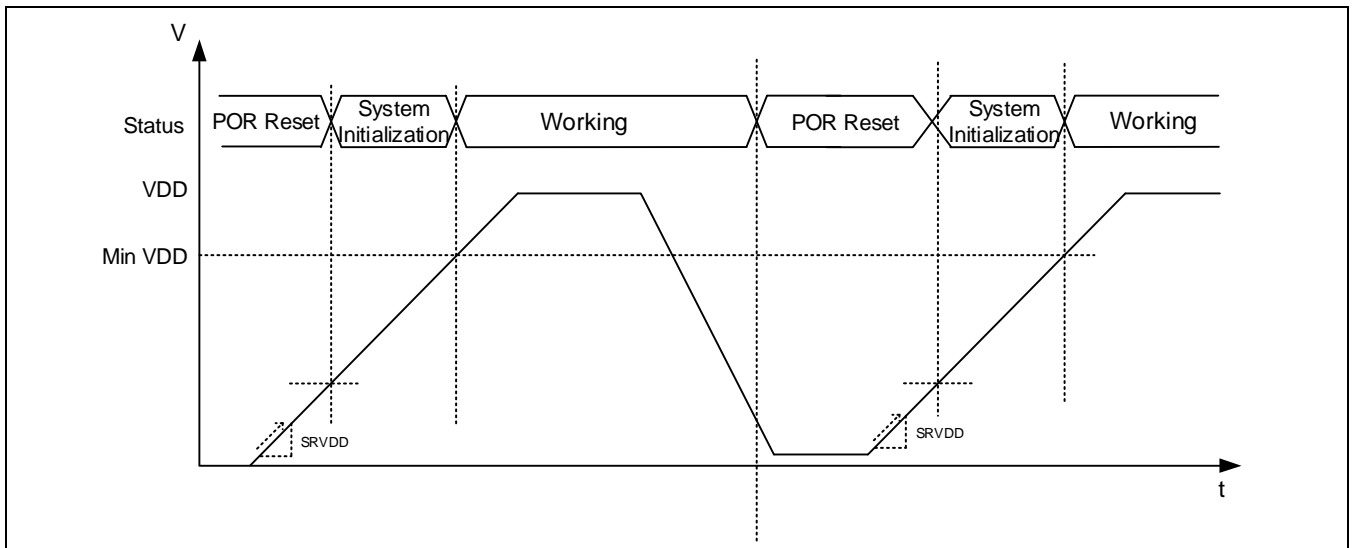 V
Status
POR Reset
System
Initialization
Working
POR Reset
System
Initialization
Working
VDD
Min VDD
SRVDD
SRVDD
t